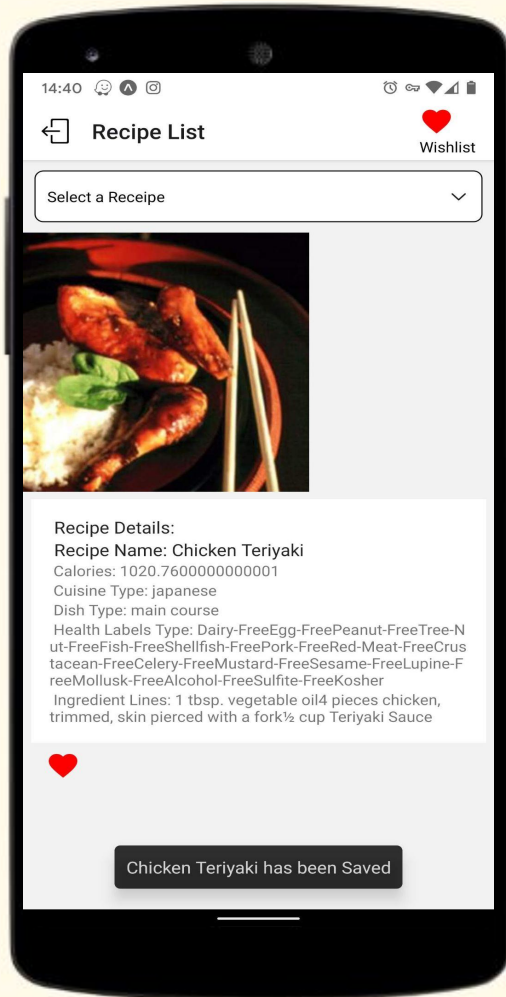 14:40
Recipe List
Wishlist
Select a Receipe
Recipe Details:
Recipe Name: Chicken Teriyaki
Calories: 1020.7600000000001
Cuisine Type: japanese
Dish Type: main course
Health Labels Type: Dairy-FreeEgg-FreePeanut-FreeTree-N
ut-FreeFish-FreeShellfish-FreePork-FreeRed-Meat-FreeCrus
tacean-FreeCelery-FreeMustard-FreeSesame-FreeLupine-F
reeMollusk-FreeAlcohol-FreeSulfite-FreeKosher
Ingredient Lines: 1 tbsp. vegetable oil4 pieces chicken,
trimmed, skin pierced with a fork½ cup Teriyaki Sauce
Chicken Teriyaki has been Saved